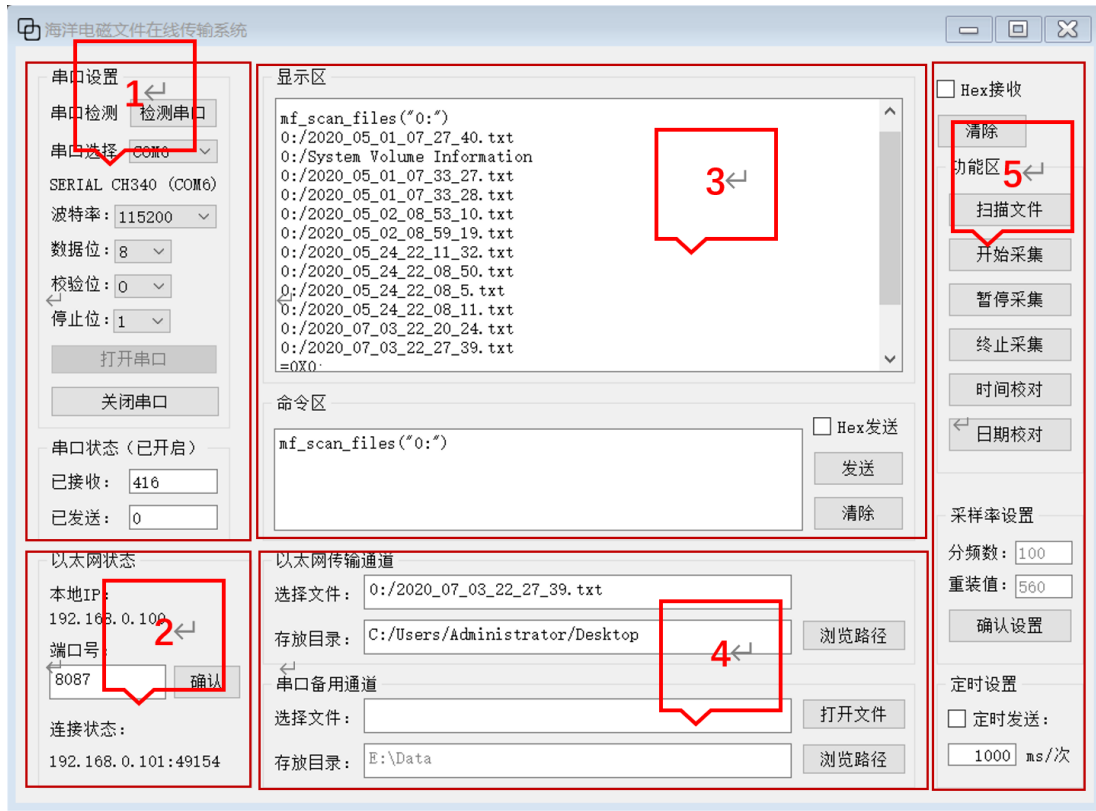 海洋电磁文件在线传输系统
串口设置
1
串口检测 检测串口
串口选择 COM6
SERIAL CH340 (COM6)
波特率: 115200
数据位: 8
校验位: 0
停止位: 1
打开串口
关闭串口
串口状态（已开启）
已接收: 416
已发送: 0
以太网状态
本地IP:
192.168.0.100
2
端口号:
8087 确认
连接状态:
192.168.0.101:49154
显示区
3
mf_scan_files("0:")
0:/2020_05_01_07_27_40.txt
0:/System Volume Information
0:/2020_05_01_07_33_27.txt
0:/2020_05_01_07_33_28.txt
0:/2020_05_02_08_53_10.txt
0:/2020_05_02_08_59_19.txt
0:/2020_05_24_22_11_32.txt
0:/2020_05_24_22_08_50.txt
0:/2020_05_24_22_08_5.txt
0:/2020_05_24_22_08_11.txt
0:/2020_07_03_22_20_24.txt
0:/2020_07_03_22_27_39.txt
=0X0;
命令区
mf_scan_files("0:")
Hex发送
发送
清除
以太网传输通道
选择文件: 0:/2020_07_03_22_27_39.txt
存放目录: C:/Users/Administrator/Desktop 浏览路径
4
串口备用通道
选择文件: 打开文件
存放目录: E:\Data 浏览路径
Hex接收
清除
功能区
5
扫描文件
开始采集
暂停采集
终止采集
时间校对
日期校对
采样率设置
分频数: 100
重装值: 560
确认设置
定时设置
定时发送:
1000 ms/次